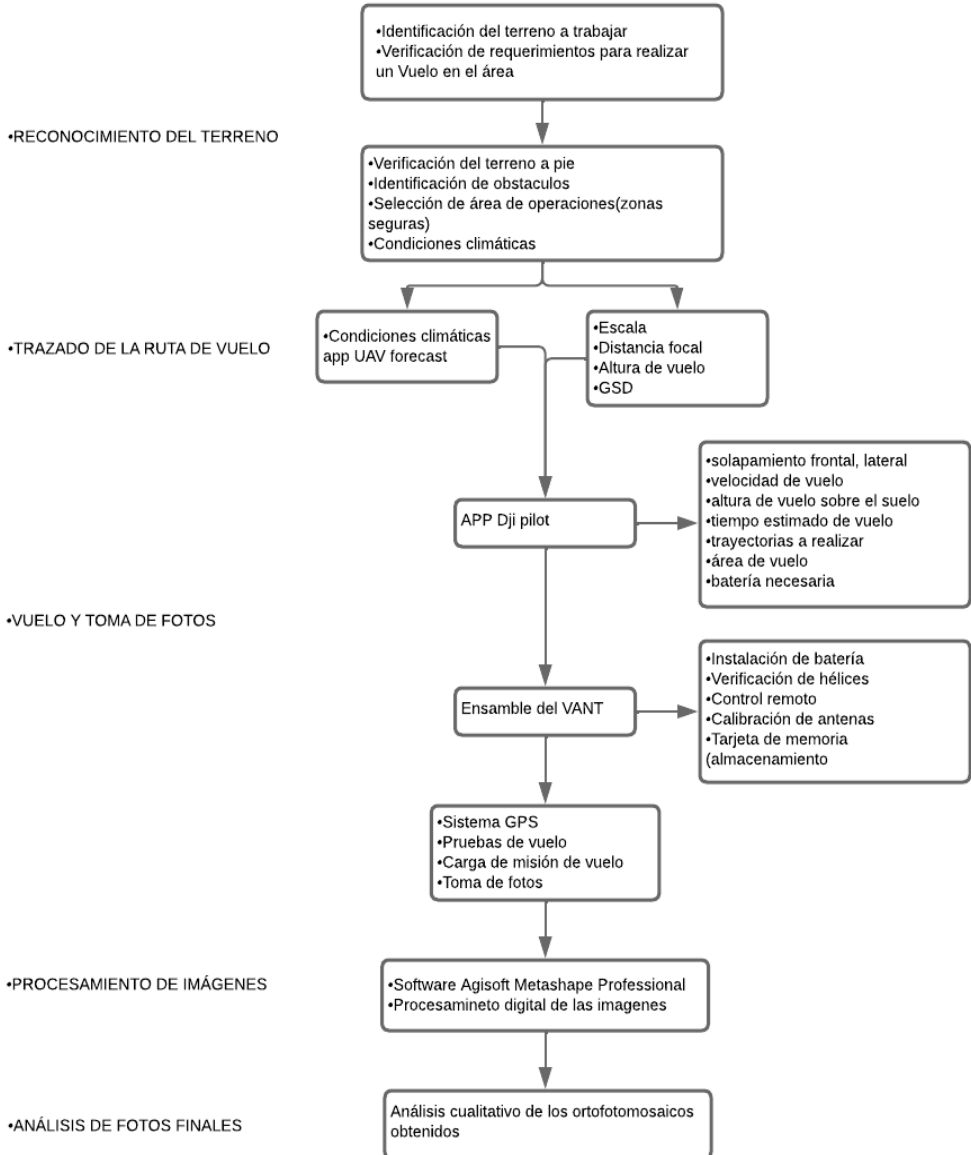 •Identificación del terreno a trabajar
•Verificación de requerimientos para realizar
un Vuelo en el área
•RECONOCIMIENTO DEL TERRENO
•Verificación del terreno a pie
•Identificación de obstaculos
•Selección de área de operaciones(zonas
seguras)
•Condiciones climáticas
•TRAZADO DE LA RUTA DE VUELO
•Condiciones climáticas
app UAV forecast
•Escala
•Distancia focal
•Altura de vuelo
•GSD
APP Dji pilot
•solapamiento frontal, lateral
•velocidad de vuelo
•altura de vuelo sobre el suelo
•tiempo estimado de vuelo
•trayectorias a realizar
•área de vuelo
•batería necesaria
•VUELO Y TOMA DE FOTOS
Ensamble del VANT
•Instalación de batería
•Verificación de hélices
•Control remoto
•Calibración de antenas
•Tarjeta de memoria
(almacenamiento
•Sistema GPS
•Pruebas de vuelo
•Carga de misión de vuelo
•Toma de fotos
•PROCESAMIENTO DE IMÁGENES
•Software Agisoft Metashape Professional
•Procesamineto digital de las imagenes
•ANÁLISIS DE FOTOS FINALES
Análisis cualitativo de los ortofotomosaicos
obtenidos